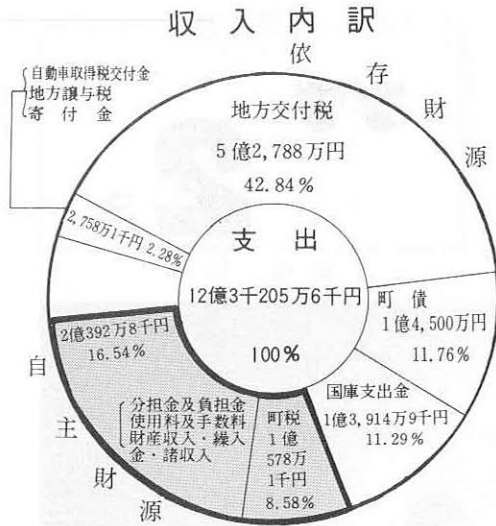 収入内訳
依存財源
自動車取得税交付金
地方譲与税
寄付金
地方交付税
5億2,788万円
42.84%
2,758万1千円 2.28%
支出
12億3千205万6千円
100%
町債
1億4,500万円
11.76%
国庫支出金
1億3,914万9千円
11.29%
町税
1億
578万
1千円
8.58%
2億392万8千円
16.54%
分担金及負担金
使用料及手数料
財産収入・繰入
金・諸収入
自主財源